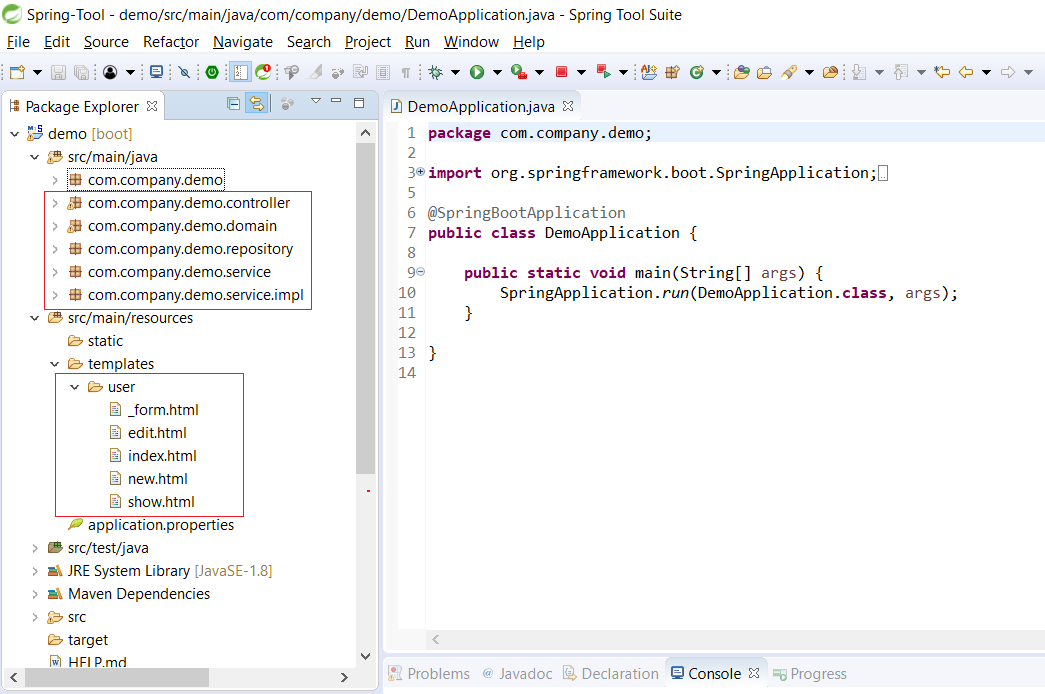 Spring-Tool - demo/src/main/java/com/company/demo/DemoApplication.java - Spring Tool Suite
File Edit Source Refactor Navigate Search Project Run Window Help
Package Explorer
demo [boot]
src/main/java
com.company.demo
com.company.demo.controller
com.company.demo.domain
com.company.demo.repository
com.company.demo.service
com.company.demo.service.impl
src/main/resources
static
templates
user
_form.html
edit.html
index.html
new.html
show.html
application.properties
src/test/java
JRE System Library [JavaSE-1.8]
Maven Dependencies
src
target
HELP.md
DemoApplication.java
1 package com.company.demo;
2
3 import org.springframework.boot.SpringApplication;
5
6 @SpringBootApplication
7 public class DemoApplication {
8
9 public static void main(String[] args) {
10 SpringApplication.run(DemoApplication.class, args);
11 }
12
13 }
14
Problems @ Javadoc Declaration Console Progress